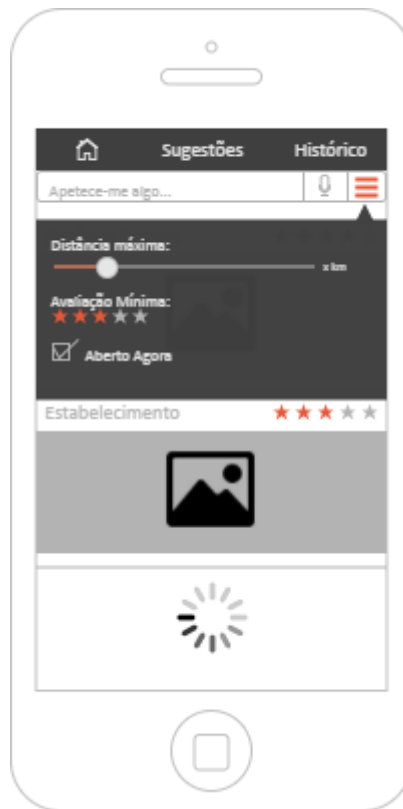 Sugestões Histórico
Apetece-me algo...
Distância máxima:
x km
Avaliação Mínima:
Aberto Agora
Estabelecimento